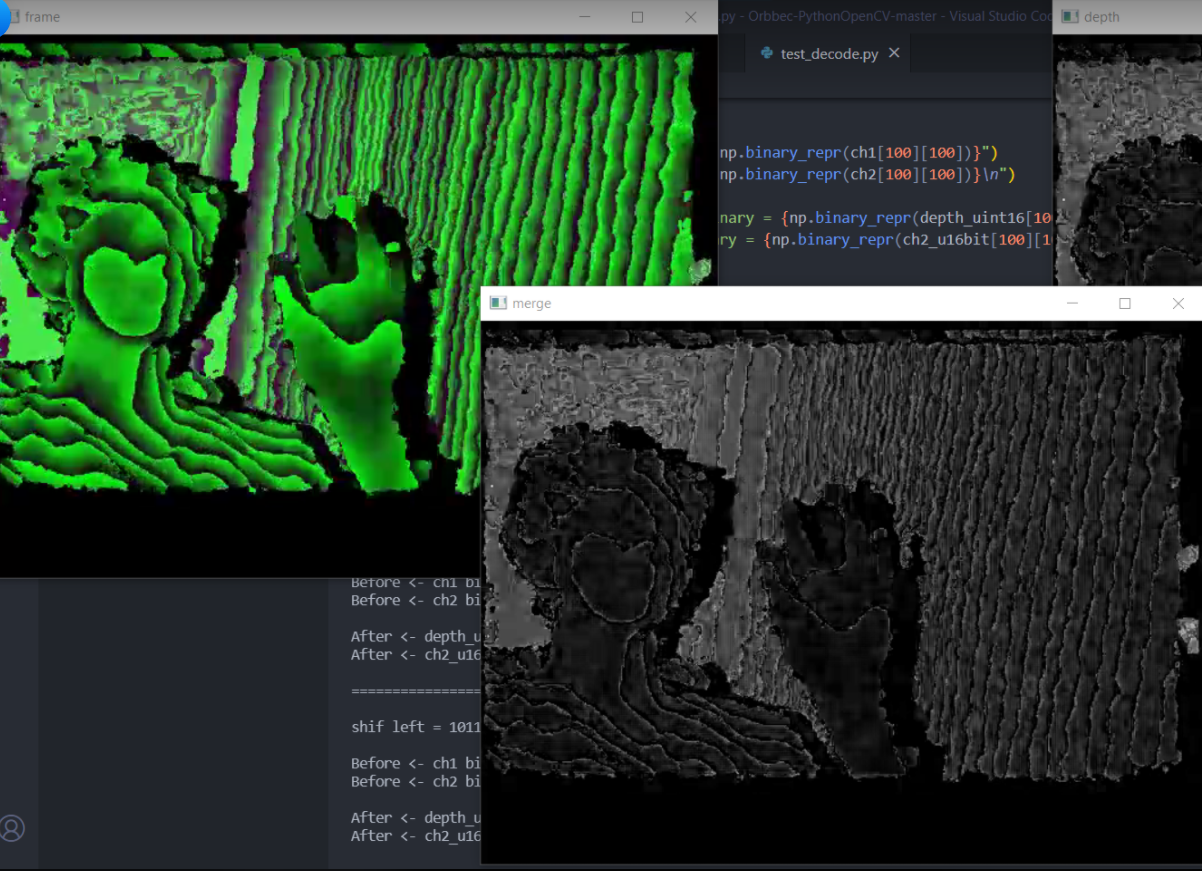 frame
.py - Orbbec-PythonOpenCV-master - Visual Studio Coc
depth
test_decode.py
np.binary_repr(ch1[100][100])}")
np.binary_repr(ch2[100][100])}\n")
nary = {np.binary_repr(depth_uint16[10
ry = {np.binary_repr(ch2_u16bit[100][1
merge
Before <- ch1 bi
Before <- ch2 bi
After <- depth_u
After <- ch2_u16
=================
shif left = 1011
Before <- ch1 bi
Before <- ch2 bi
After <- depth_u
After <- ch2_u16